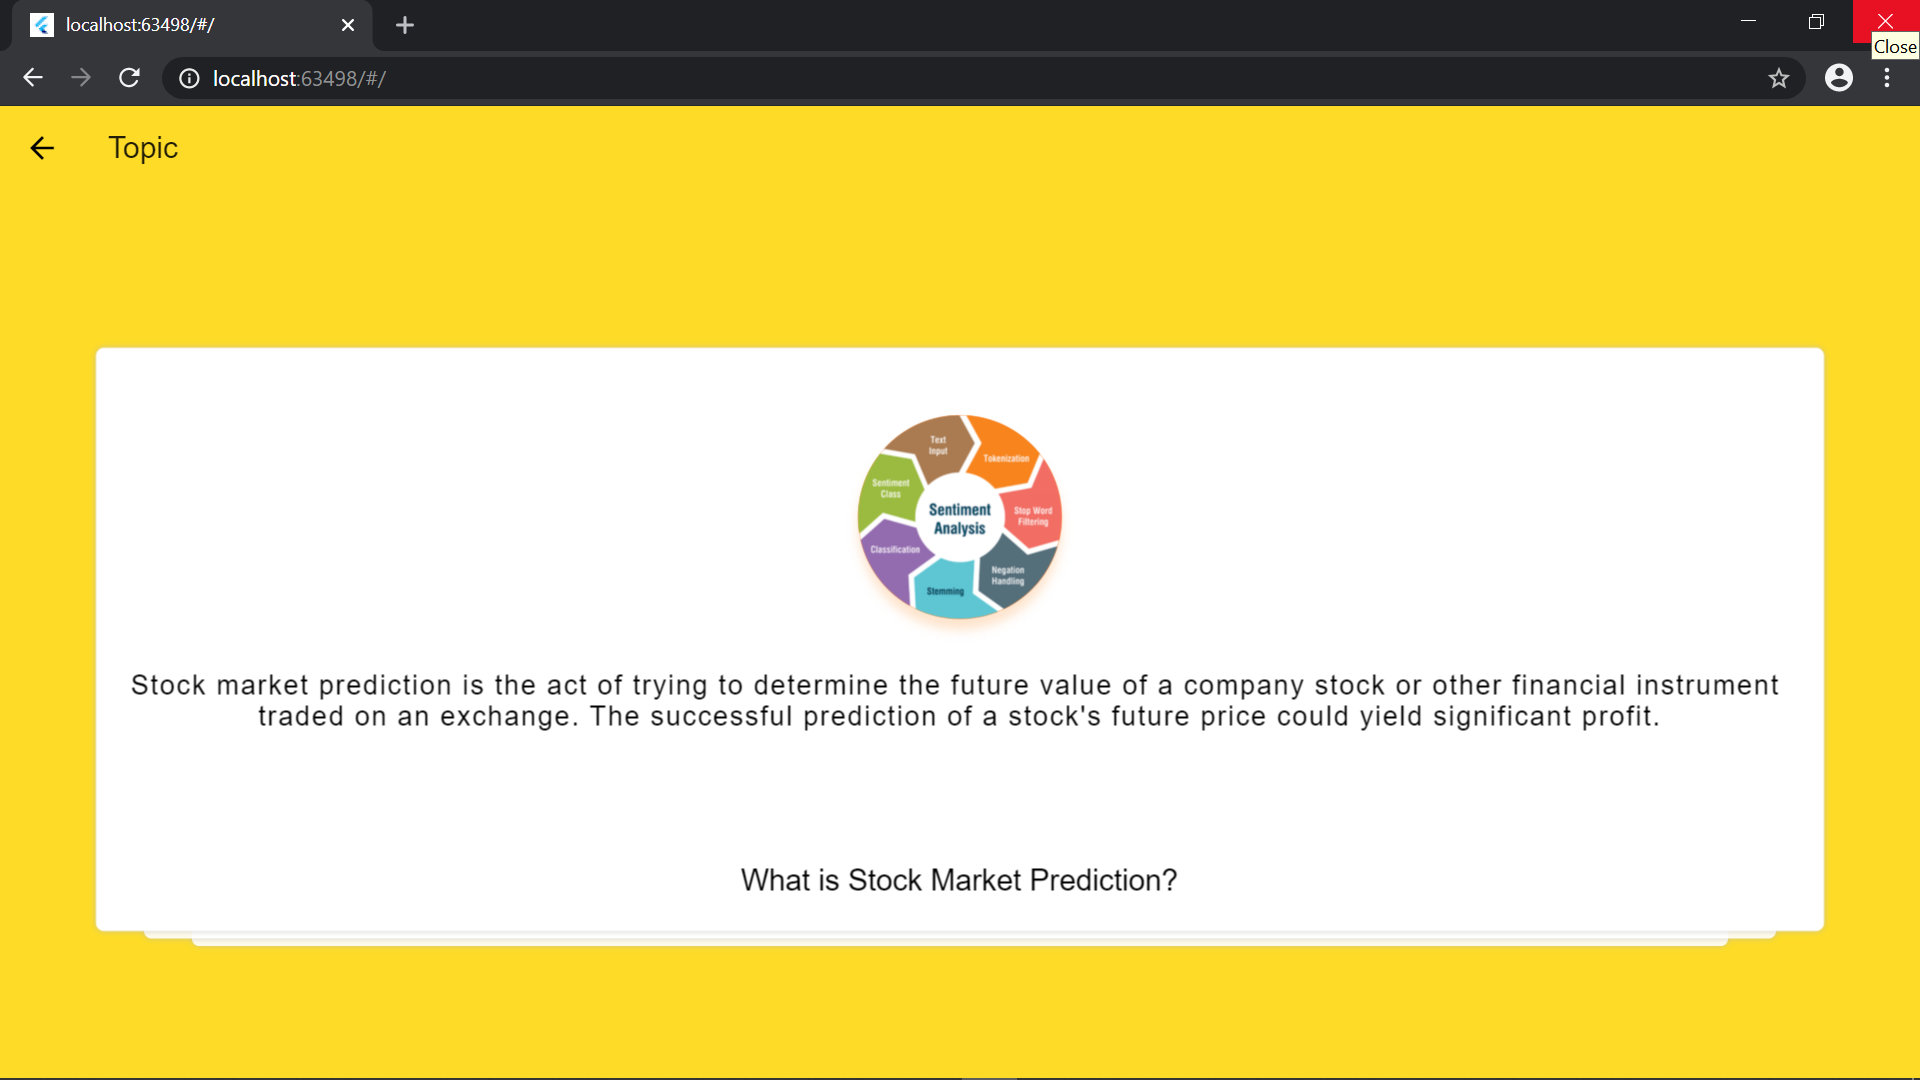 localhost:63498/#/
Close
localhost:63498/#/
Topic
Text
Input
Tokenization
Sentiment
Class
Stop Word
Filtering
Sentiment
Analysis
Classification
Negation
Handling
Stemming
Stock market prediction is the act of trying to determine the future value of a company stock or other financial instrument
traded on an exchange. The successful prediction of a stock's future price could yield significant profit.
What is Stock Market Prediction?